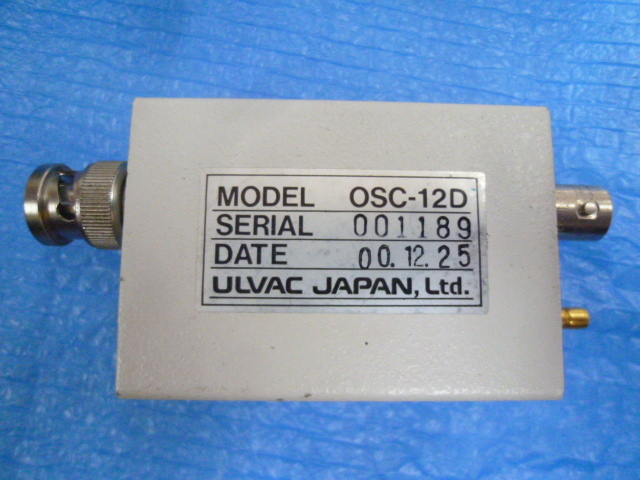 MODEL OSC-12D
SERIAL 001189
DATE 00.12.25
ULVAC JAPAN, Ltd.